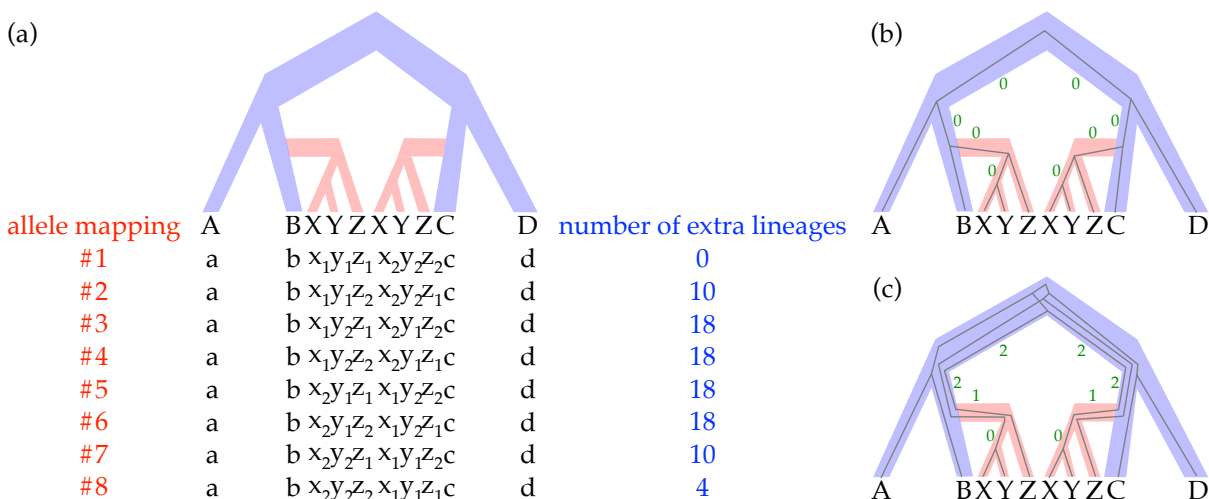 (a)
A B X Y Z X Y Z C D
allele mapping number of extra lineages
#1 a b x₁y₁z₁ x₂y₂z₂c d 0
#2 a b x₁y₁z₂ x₂y₂z₁c d 10
#3 a b x₁y₂z₁ x₂y₁z₂c d 18
#4 a b x₁y₂z₂ x₂y₁z₁c d 18
#5 a b x₂y₁z₁ x₁y₂z₂c d 18
#6 a b x₂y₁z₂ x₁y₂z₁c d 18
#7 a b x₂y₂z₁ x₁y₁z₂c d 10
#8 a b x₂y₂z₂ x₁y₁z₁c d 4
(b)
0 0
0 0
0 0
0 0
A B X Y Z X Y Z C D
(c)
2 2
2 2
1 1
0 0
A B X Y Z X Y Z C D